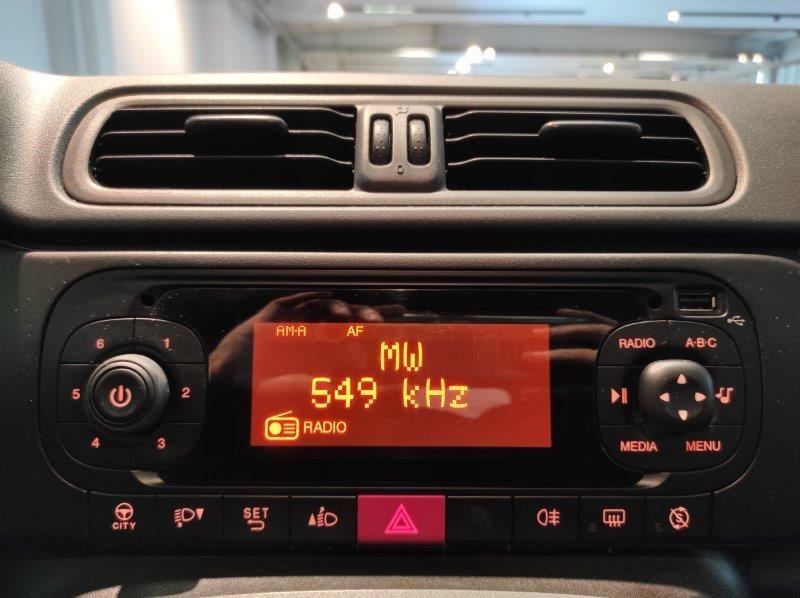 AM-A AF
MW
549 kHz
RADIO
6 1
5 2
4 3
RADIO A·B·C
MEDIA MENU
CITY
SET